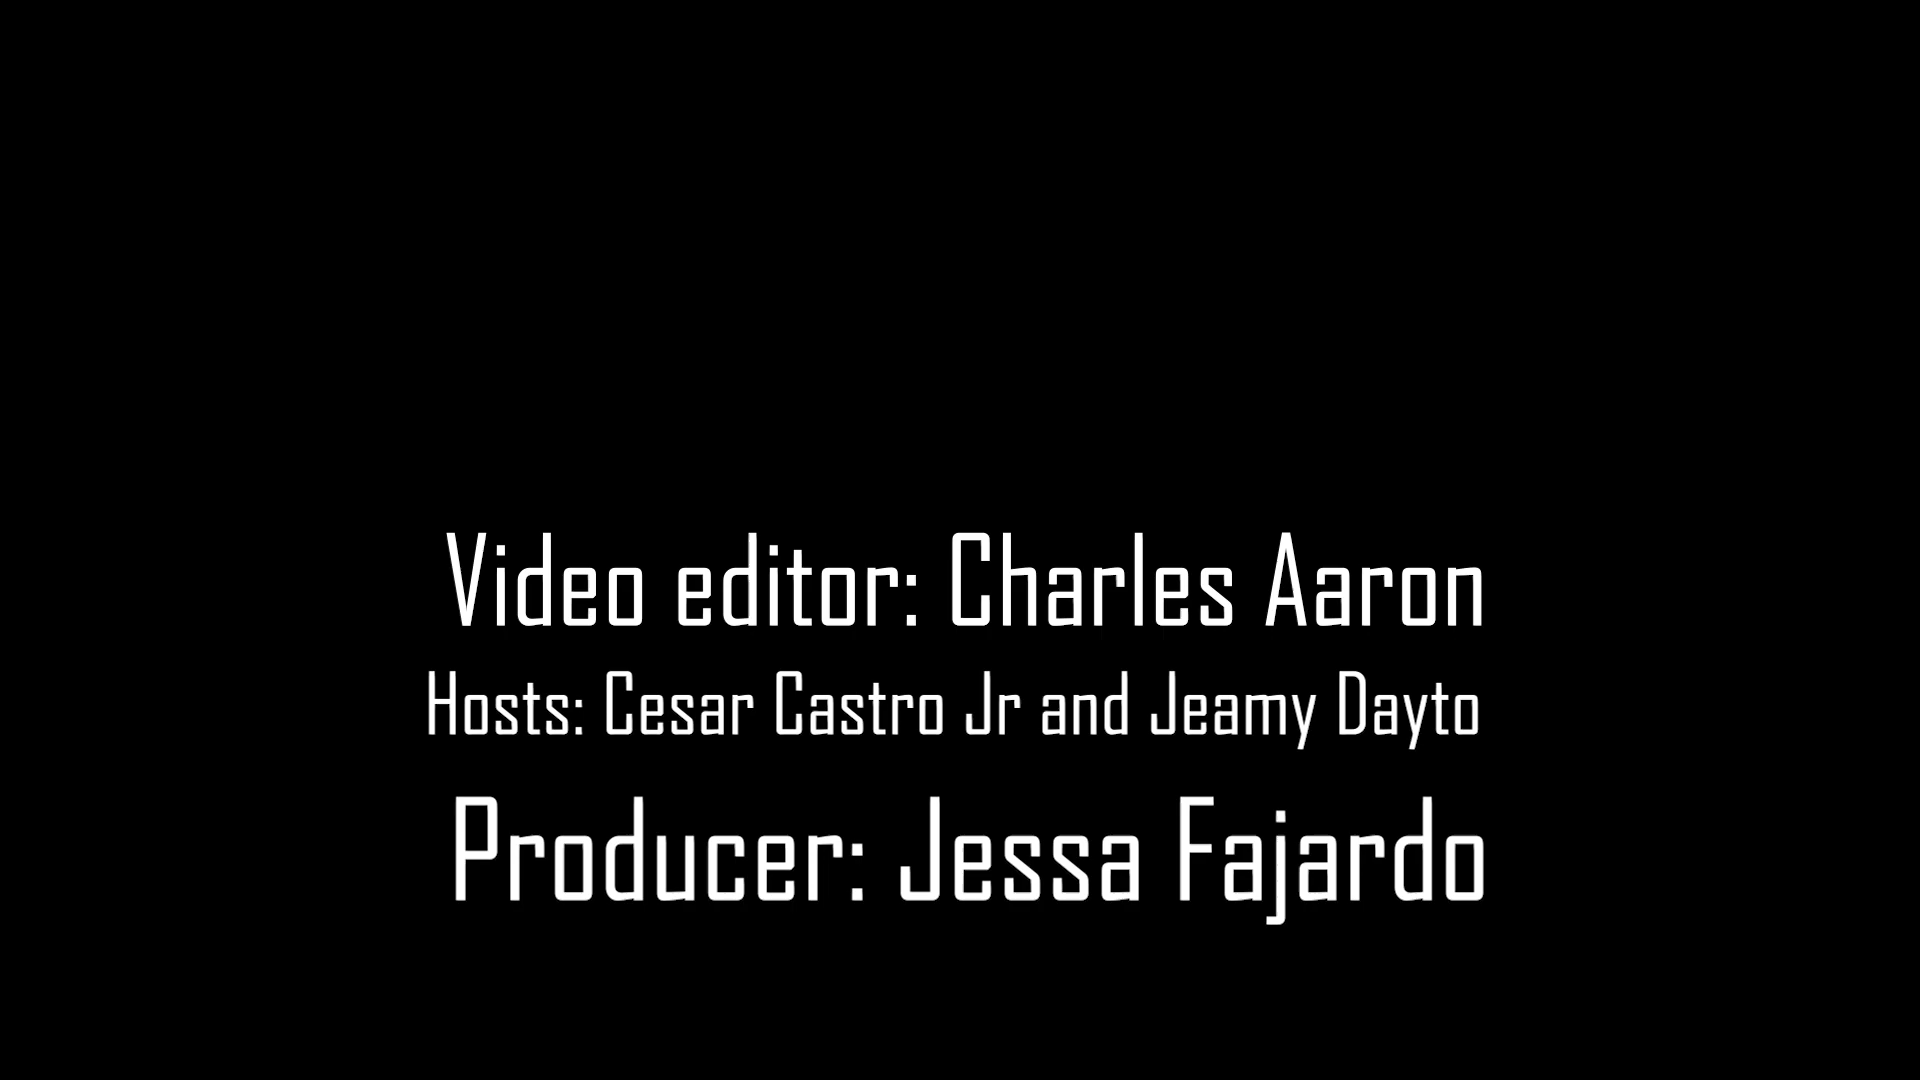 Video editor: Charles Aaron
Hosts: Cesar Castro Jr and Jeamy Dayto
Producer: Jessa Fajardo